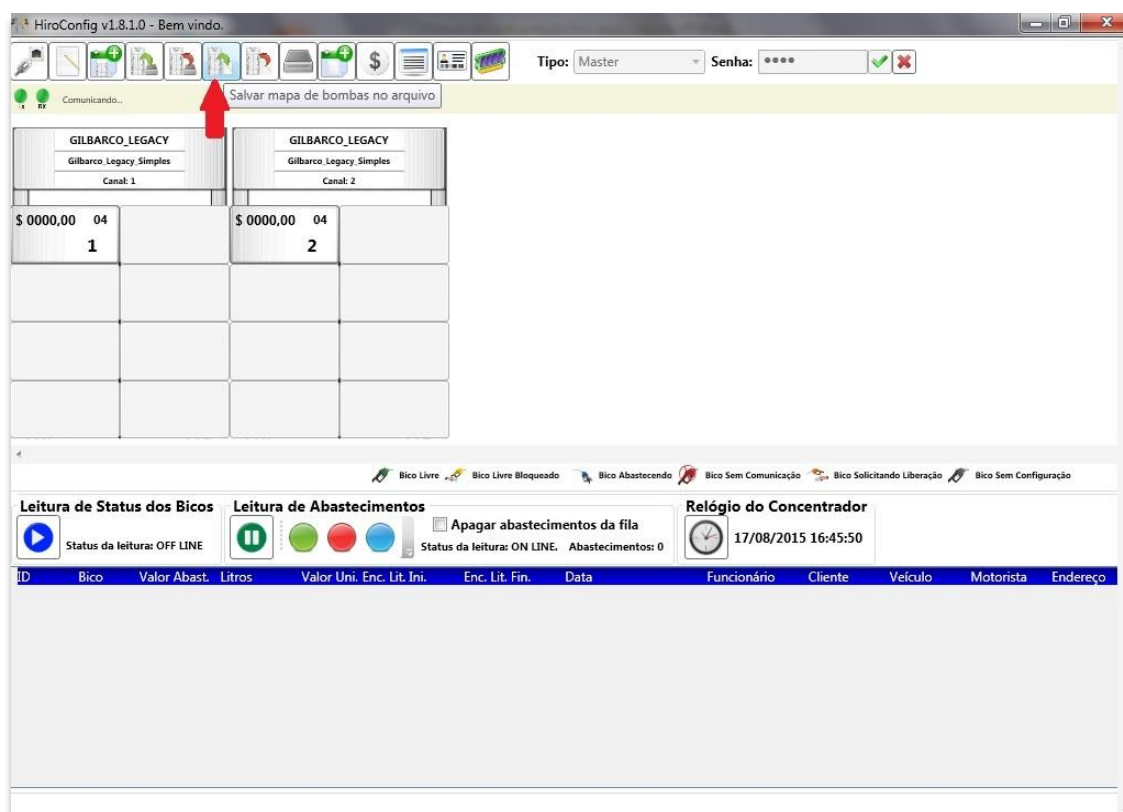 HiroConfig v1.8.1.0 - Bem vindo.
Tipo: Master Senha: ••••
Salvar mapa de bombas no arquivo
TX RX Comunicando...
GILBARCO_LEGACY
Gilbarco_Legacy_Simples
Canal: 1
GILBARCO_LEGACY
Gilbarco_Legacy_Simples
Canal: 2
$ 0000,00 04
1
$ 0000,00 04
2
Bico Livre Bico Livre Bloqueado Bico Abastecendo Bico Sem Comunicação Bico Solicitando Liberação Bico Sem Configuração
Leitura de Status dos Bicos
Status da leitura: OFF LINE
Leitura de Abastecimentos
Apagar abastecimentos da fila
Status da leitura: ON LINE. Abastecimentos: 0
Relógio do Concentrador
17/08/2015 16:45:50
ID Bico Valor Abast. Litros Valor Uni. Enc. Lit. Ini. Enc. Lit. Fin. Data Funcionário Cliente Veículo Motorista Endereço